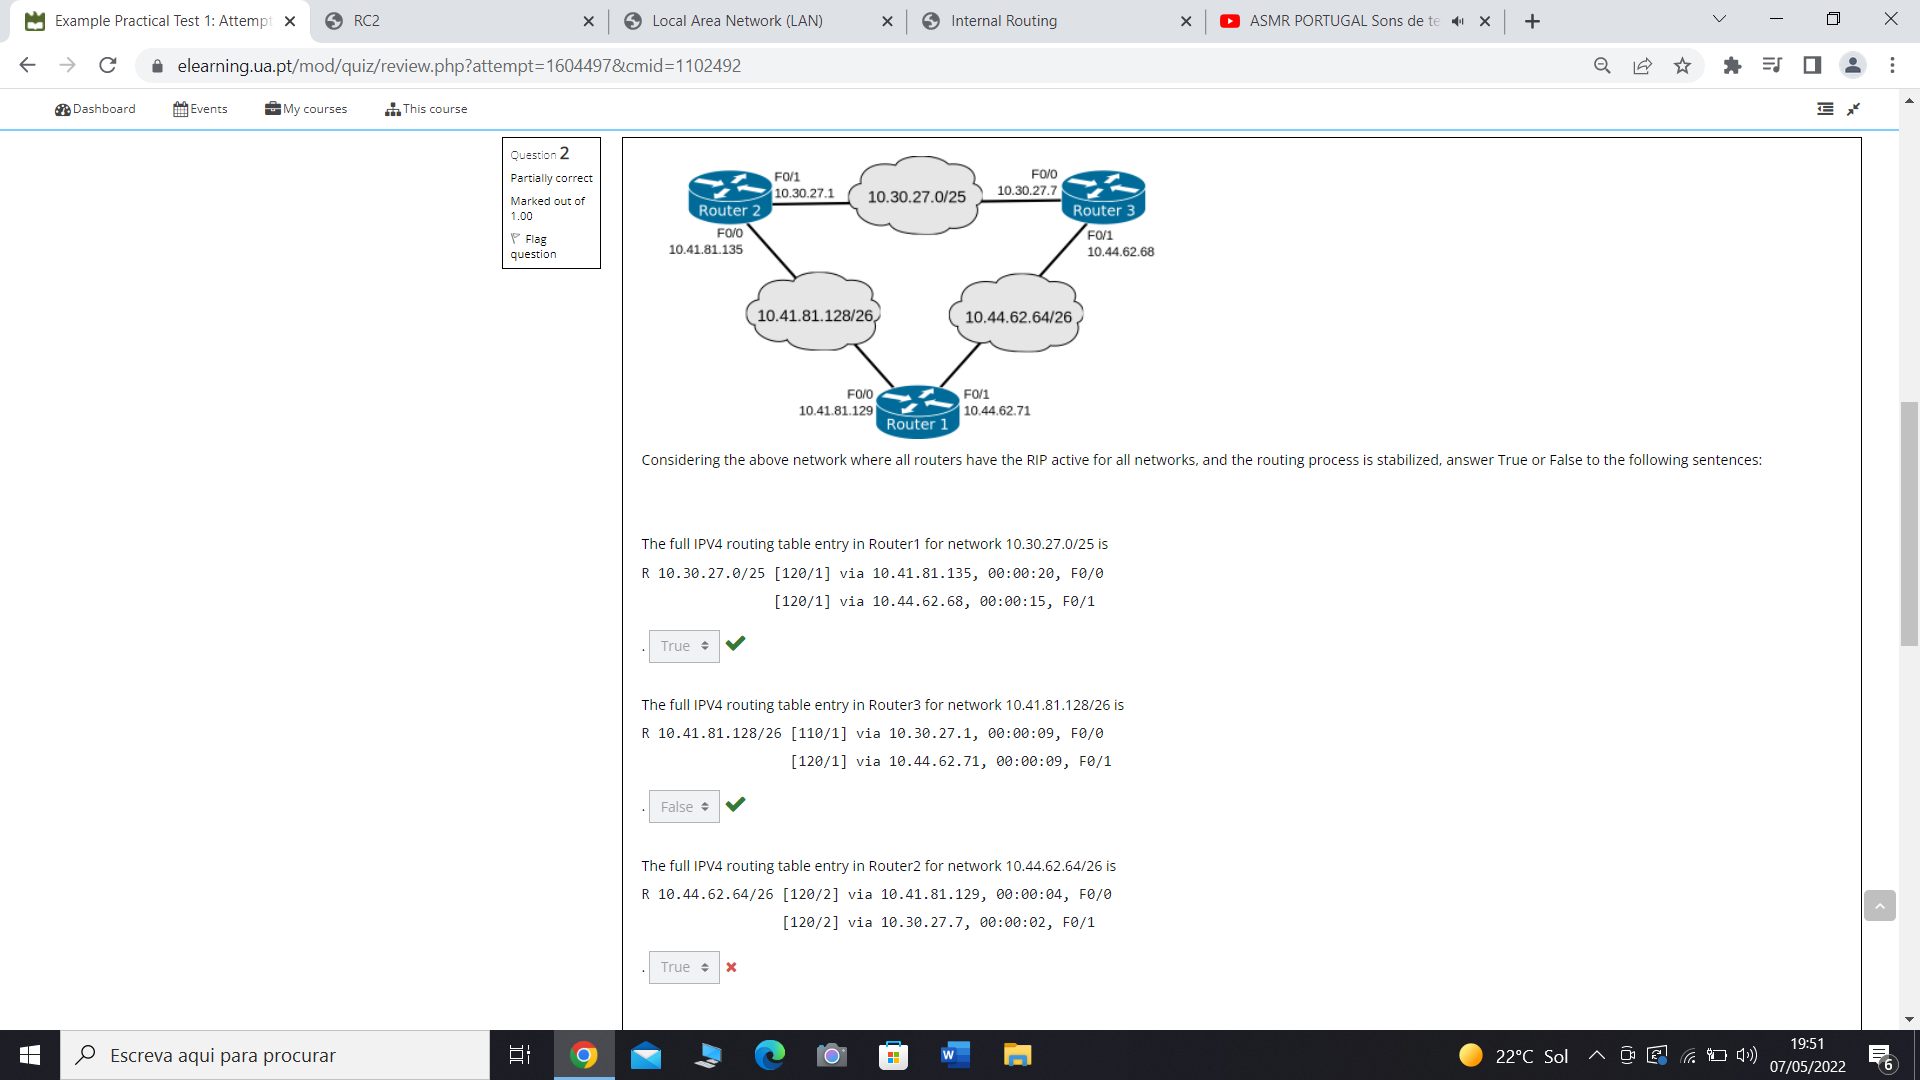 Example Practical Test 1: Attempt
RC2
Local Area Network (LAN)
Internal Routing
ASMR PORTUGAL Sons de te
elearning.ua.pt/mod/quiz/review.php?attempt=1604497&cmid=1102492
Dashboard
Events
My courses
This course
Question 2
Partially correct
Marked out of
1.00
Flag
question
F0/1
10.30.27.1
10.30.27.0/25
F0/0
10.30.27.7
Router 2
Router 3
F0/0
10.41.81.135
F0/1
10.44.62.68
10.41.81.128/26
10.44.62.64/26
F0/0
10.41.81.129
F0/1
10.44.62.71
Router 1
Considering the above network where all routers have the RIP active for all networks, and the routing process is stabilized, answer True or False to the following sentences:
The full IPV4 routing table entry in Router1 for network 10.30.27.0/25 is
R 10.30.27.0/25 [120/1] via 10.41.81.135, 00:00:20, F0/0
[120/1] via 10.44.62.68, 00:00:15, F0/1
. True
The full IPV4 routing table entry in Router3 for network 10.41.81.128/26 is
R 10.41.81.128/26 [110/1] via 10.30.27.1, 00:00:09, F0/0
[120/1] via 10.44.62.71, 00:00:09, F0/1
. False
The full IPV4 routing table entry in Router2 for network 10.44.62.64/26 is
R 10.44.62.64/26 [120/2] via 10.41.81.129, 00:00:04, F0/0
[120/2] via 10.30.27.7, 00:00:02, F0/1
. True
Escreva aqui para procurar
W
22°C Sol
19:51
07/05/2022
6